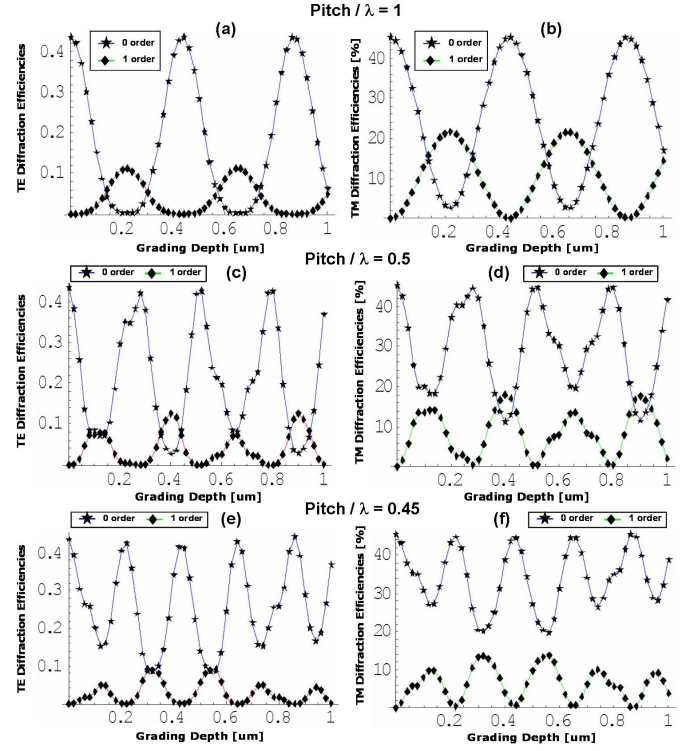 Pitch / λ = 1
(a)
0 order
1 order
TE Diffraction Efficiencies
0.4
0.3
0.2
0.1
0.2 0.4 0.6 0.8 1
Grading Depth [um]
(b)
0 order
1 order
TM Diffraction Efficiencies [%]
40
30
20
10
0.2 0.4 0.6 0.8 1
Grading Depth [um]
Pitch / λ = 0.5
(c)
0 order 1 order
TE Diffraction Efficiencies
0.4
0.3
0.2
0.1
0.2 0.4 0.6 0.8 1
Grading Depth [um]
(d)
0 order 1 order
TM Diffraction Efficiencies [%]
40
30
20
10
0.2 0.4 0.6 0.8 1
Grading Depth [um]
Pitch / λ = 0.45
(e)
0 order 1 order
TE Diffraction Efficiencies
0.4
0.3
0.2
0.1
0.2 0.4 0.6 0.8 1
Grading Depth [um]
(f)
0 order 1 order
TM Diffraction Efficiencies [%]
40
30
20
10
0.2 0.4 0.6 0.8 1
Grading Depth [um]